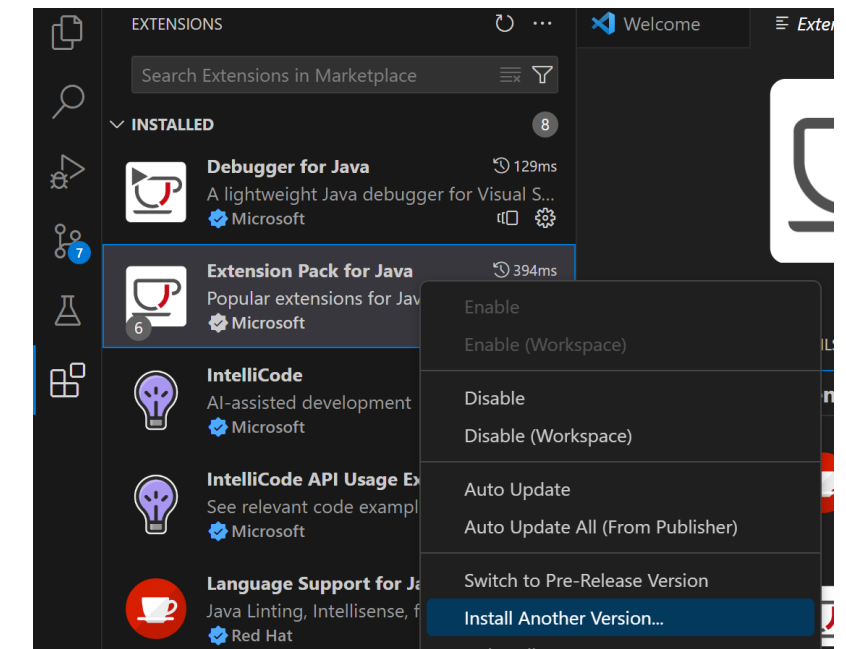 EXTENSIONS
Welcome
Exter
Search Extensions in Marketplace
INSTALLED
8
Debugger for Java
129ms
A lightweight Java debugger for Visual S...
Microsoft
7
Extension Pack for Java
394ms
Popular extensions for Jav
6
Microsoft
IntelliCode
AI-assisted development
Microsoft
IntelliCode API Usage Ex
See relevant code exampl
Microsoft
Language Support for Ja
Java Linting, Intellisense, f
Red Hat
Enable
Enable (Workspace)
Disable
Disable (Workspace)
Auto Update
Auto Update All (From Publisher)
Switch to Pre-Release Version
Install Another Version...